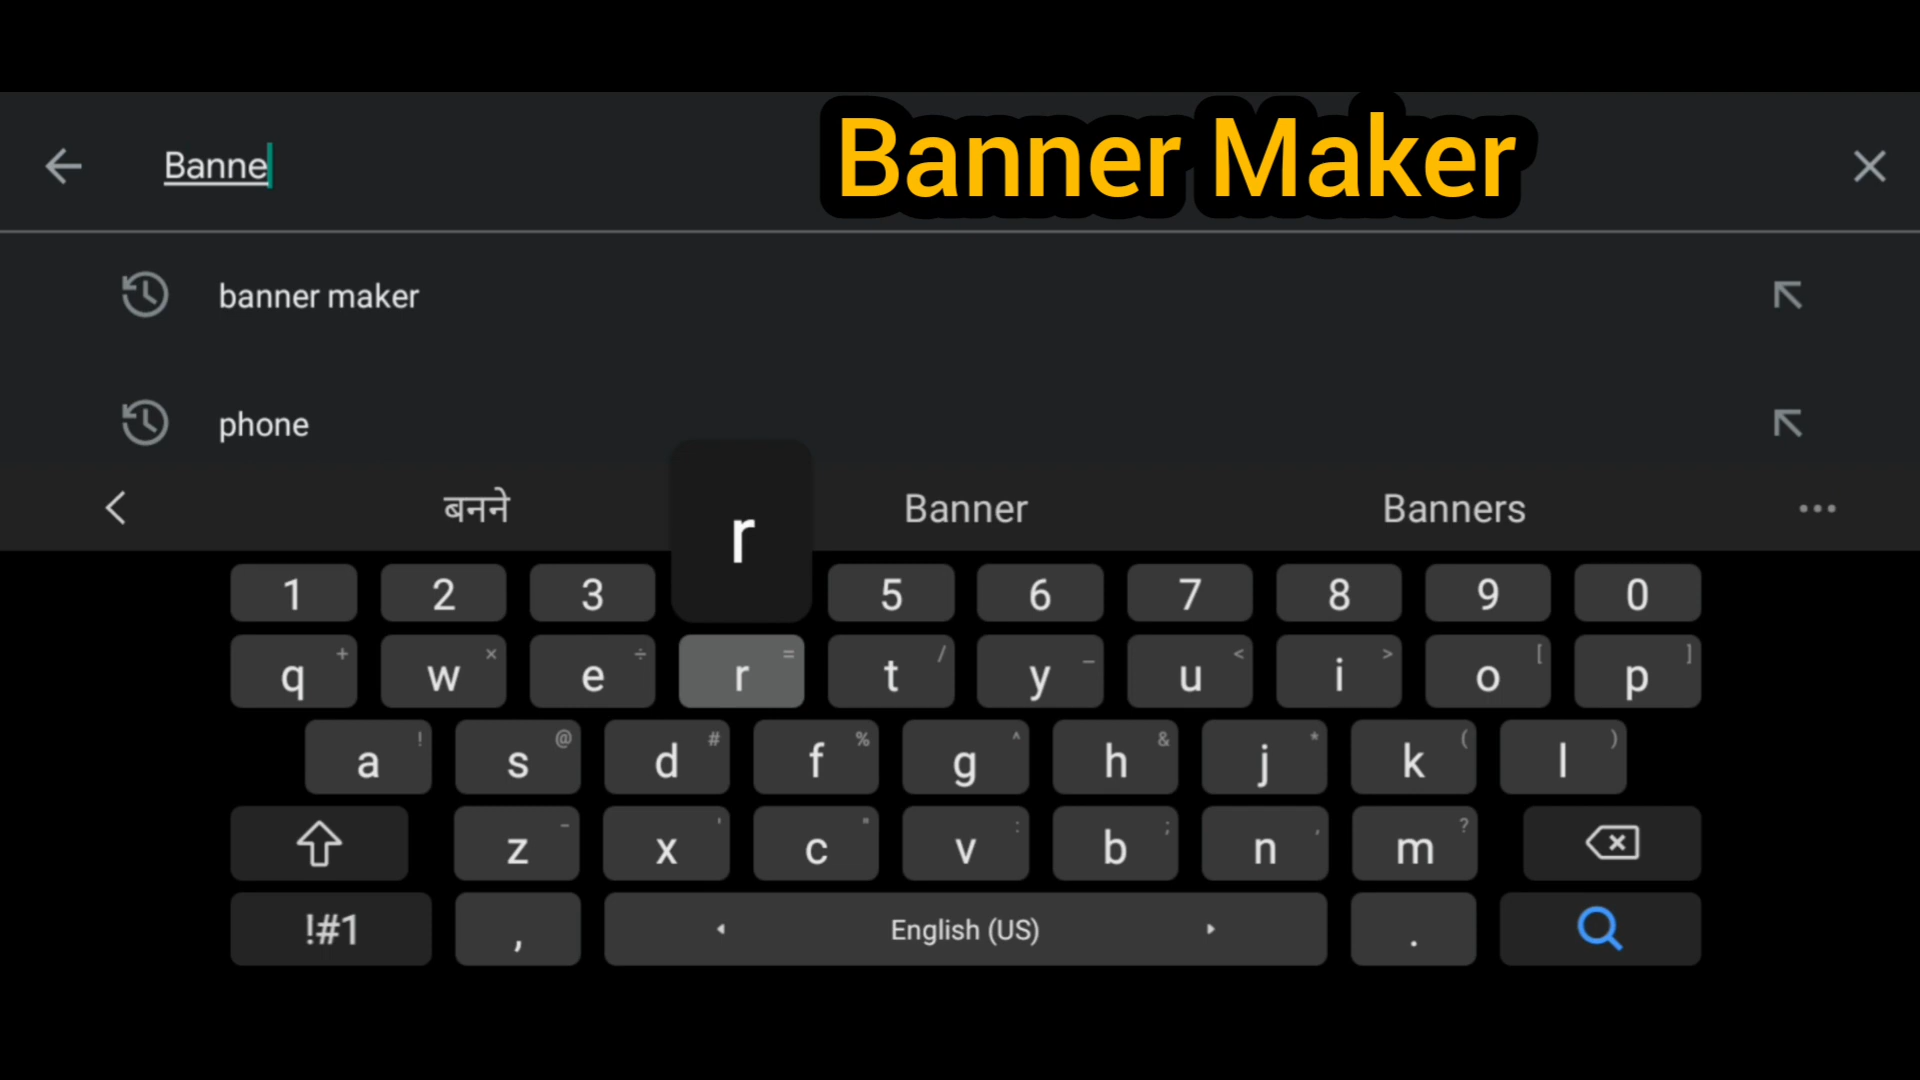 Banne
Banner Maker
banner maker
phone
बनने Banner Banners
r
1 2 3 5 6 7 8 9 0
q + w × e ÷ r = t / y _ u < i > o [ p ]
a ! s @ d # f % g ^ h & j * k ( l )
z - x ' c " v : b ; n , m ?
!#1 , English (US) .